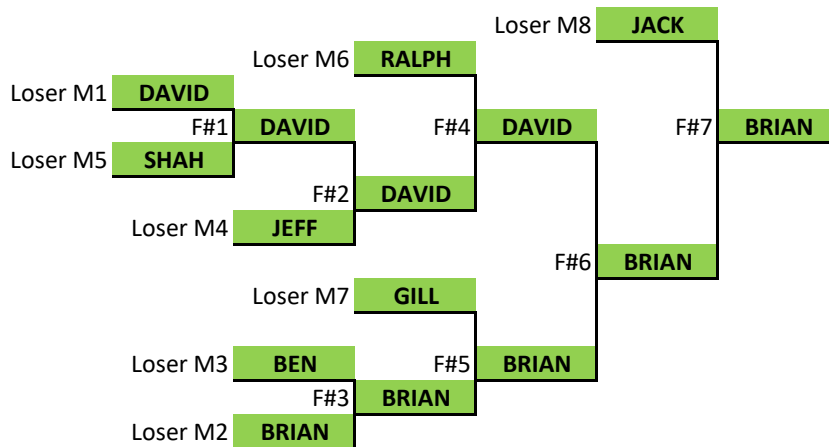 Loser M8 JACK
Loser M6 RALPH
Loser M1 DAVID
F#1 DAVID F#4 DAVID F#7 BRIAN
Loser M5 SHAH
F#2 DAVID
Loser M4 JEFF
F#6 BRIAN
Loser M7 GILL
Loser M3 BEN F#5 BRIAN
F#3 BRIAN
Loser M2 BRIAN